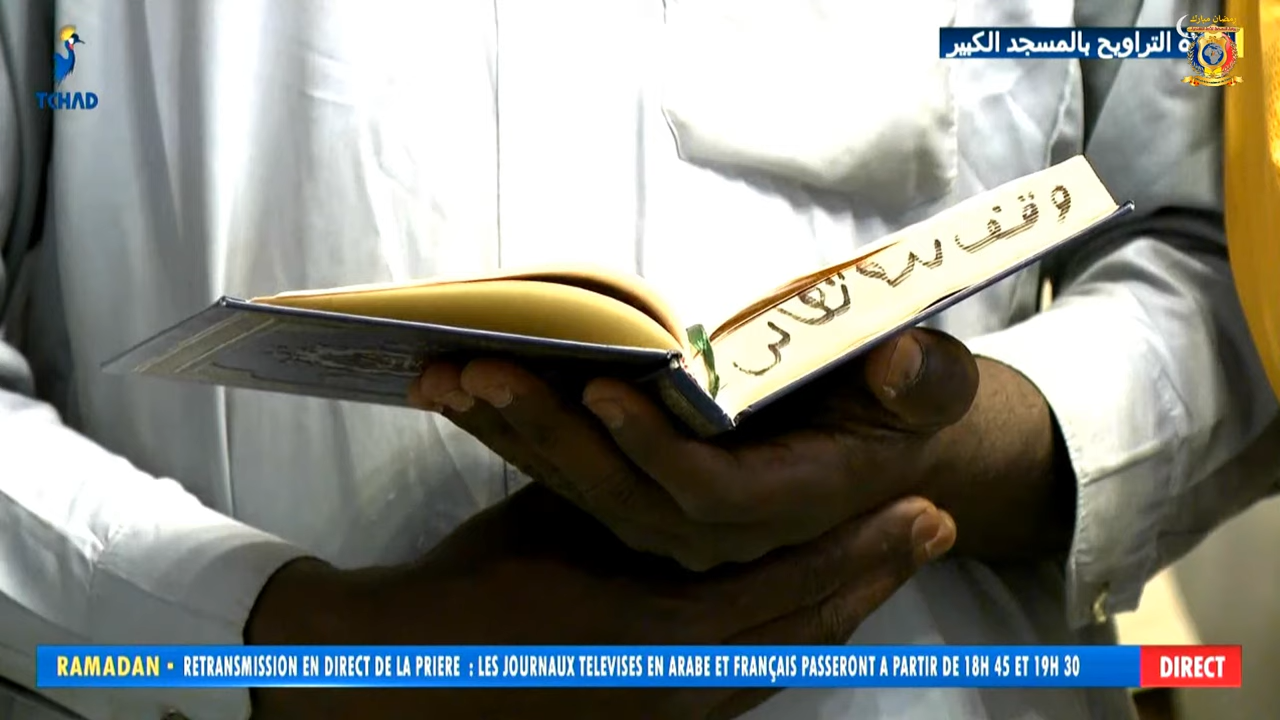 TCHAD
رمضان مبارك
ة التراويح بالمسجد الكبير
وقف لله تعالى
RAMADAN · RETRANSMISSION EN DIRECT DE LA PRIERE : LES JOURNAUX TELEVISES EN ARABE ET FRANÇAIS PASSERONT A PARTIR DE 18H 45 ET 19H 30
DIRECT